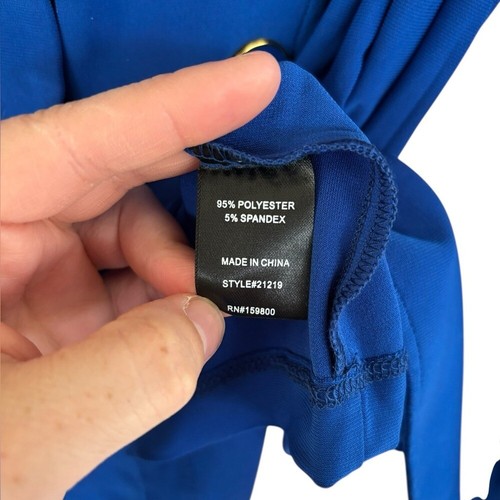 95% POLYESTER
5% SPANDEX
MADE IN CHINA
STYLE#21219
RN#159800